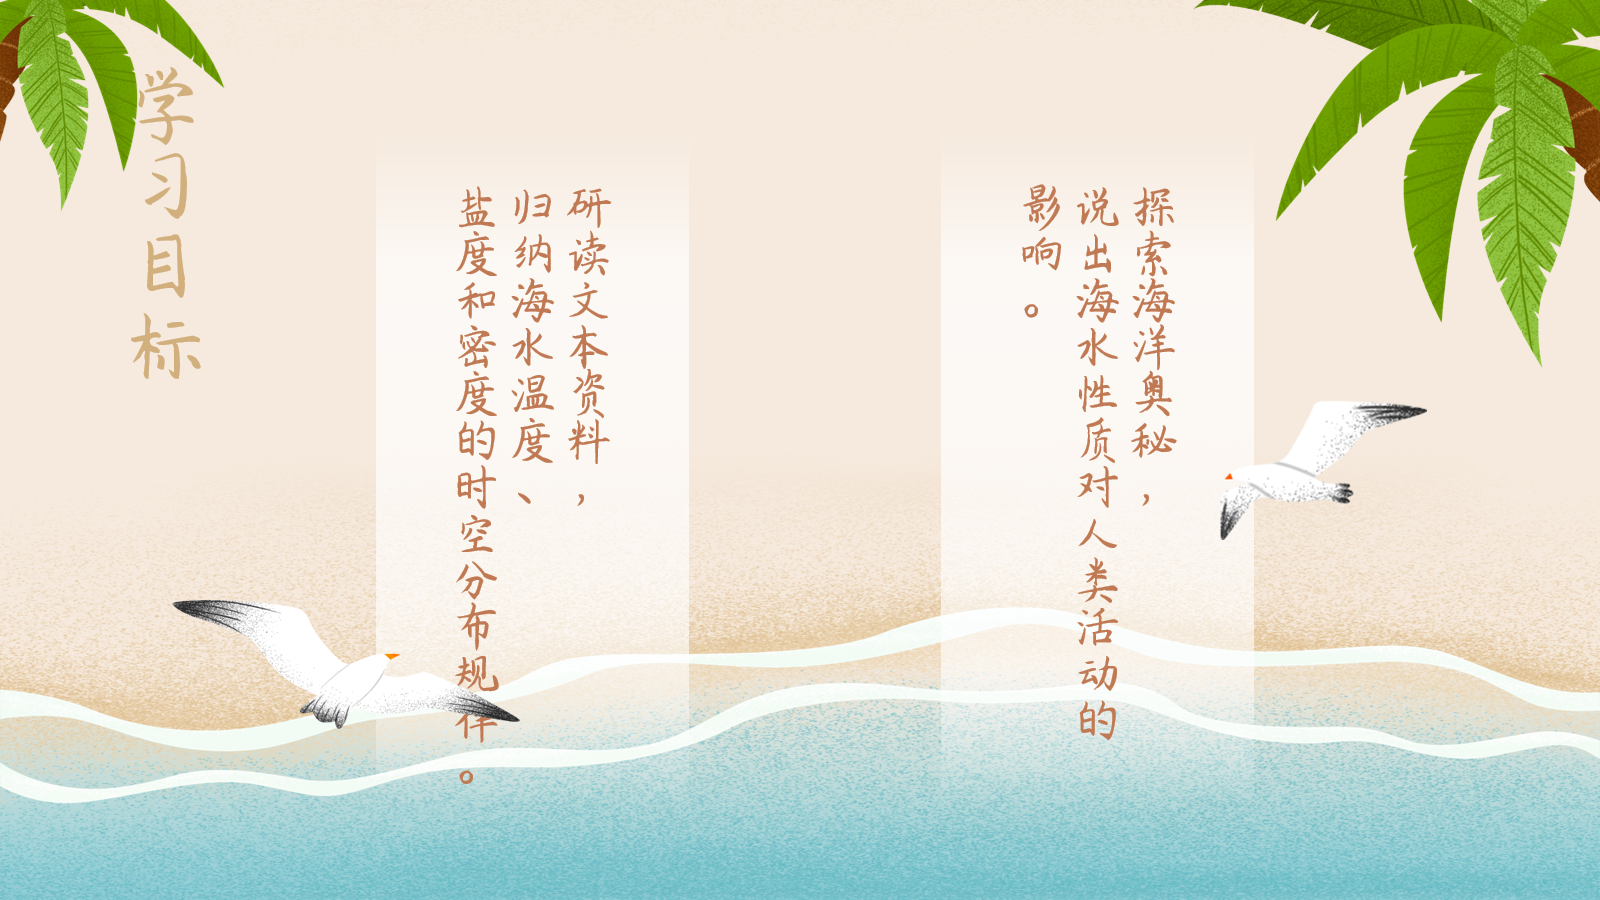 学习目标
研读文本资料，
归纳海水温度、
盐度和密度的时空分布规律。
探索海洋奥秘，
说出海水性质对人类活动的
影响。